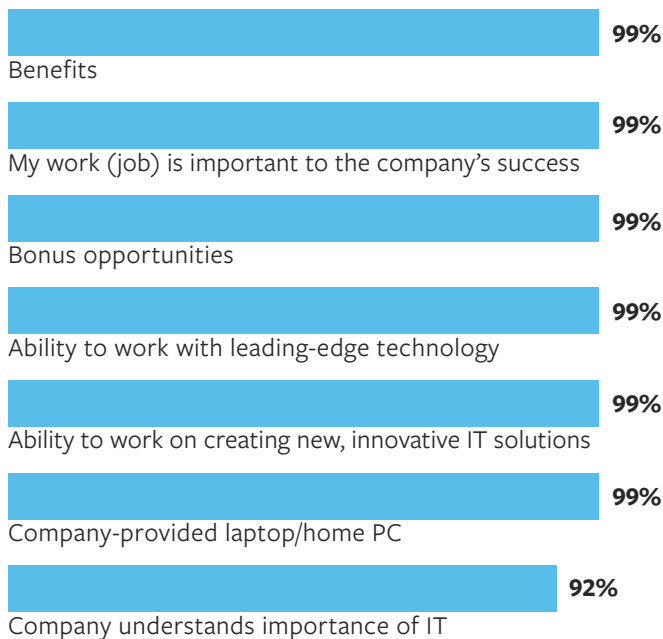 99%
Benefits
99%
My work (job) is important to the company’s success
99%
Bonus opportunities
99%
Ability to work with leading-edge technology
99%
Ability to work on creating new, innovative IT solutions
99%
Company-provided laptop/home PC
92%
Company understands importance of IT